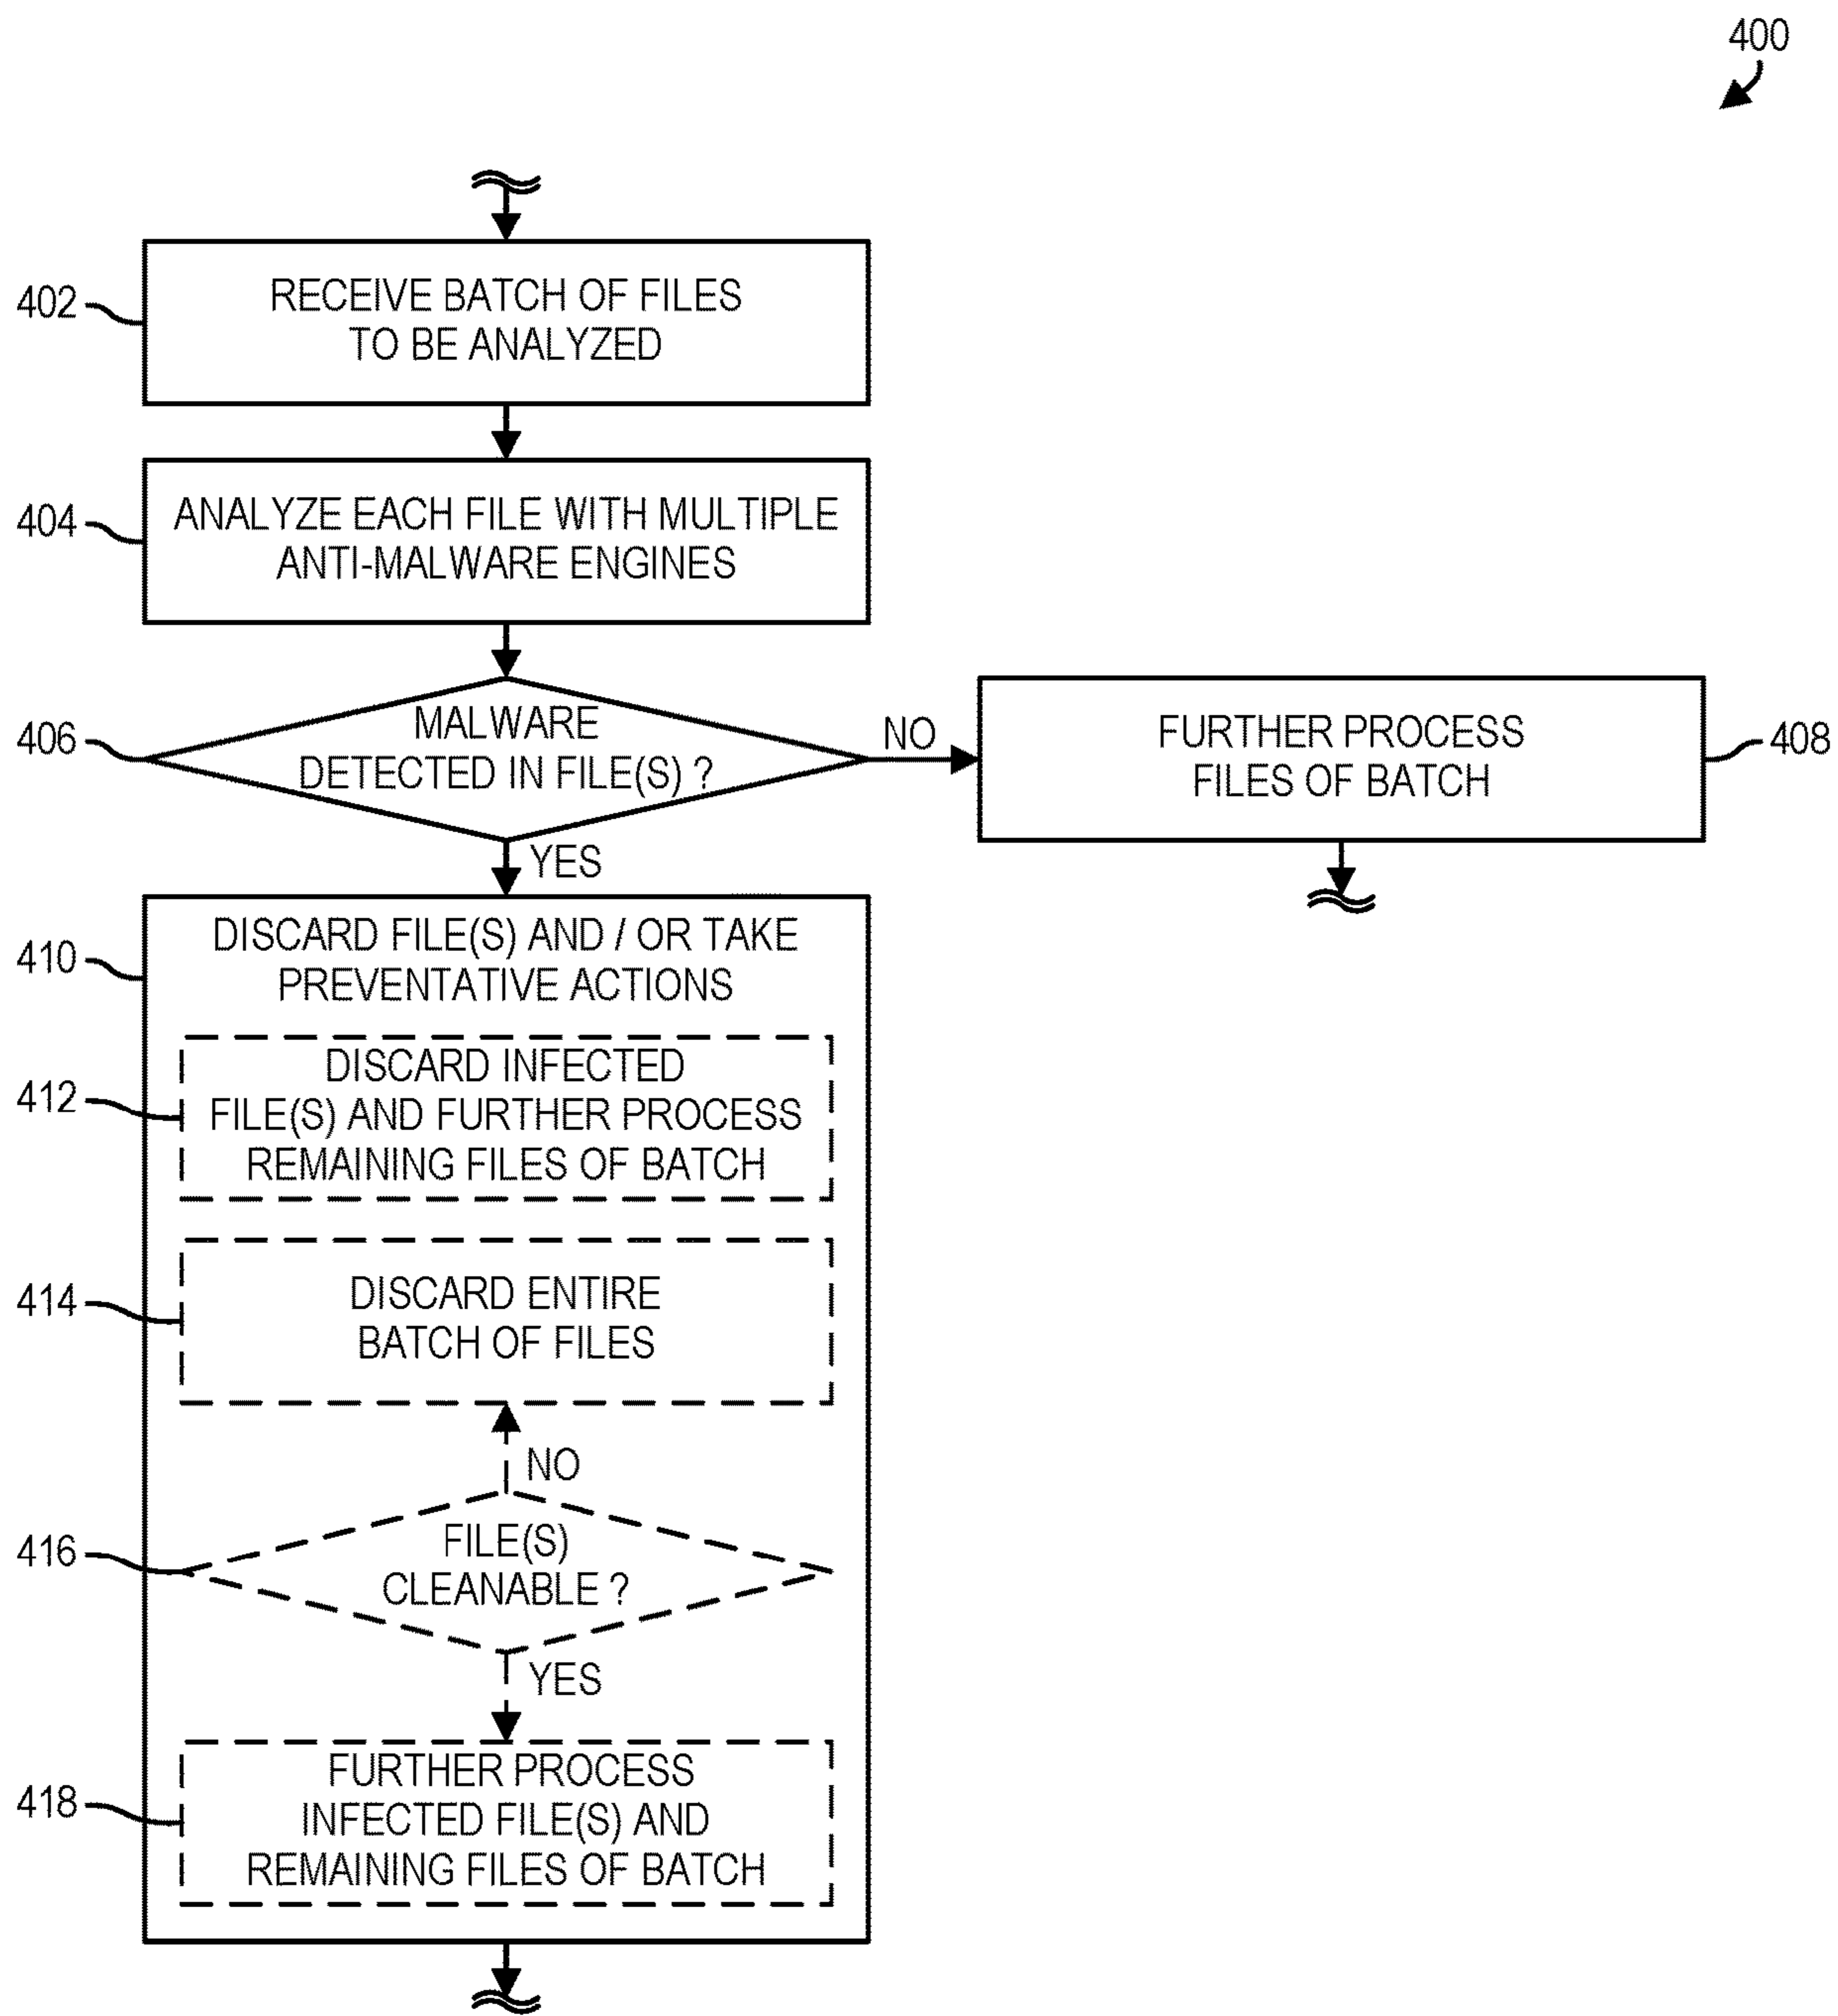 400
402
RECEIVE BATCH OF FILES
TO BE ANALYZED
404
ANALYZE EACH FILE WITH MULTIPLE
ANTI-MALWARE ENGINES
406
MALWARE
DETECTED IN FILE(S) ?
NO
FURTHER PROCESS
FILES OF BATCH
408
YES
410
DISCARD FILE(S) AND / OR TAKE
PREVENTATIVE ACTIONS
412
DISCARD INFECTED
FILE(S) AND FURTHER PROCESS
REMAINING FILES OF BATCH
414
DISCARD ENTIRE
BATCH OF FILES
NO
416
FILE(S)
CLEANABLE ?
YES
418
FURTHER PROCESS
INFECTED FILE(S) AND
REMAINING FILES OF BATCH